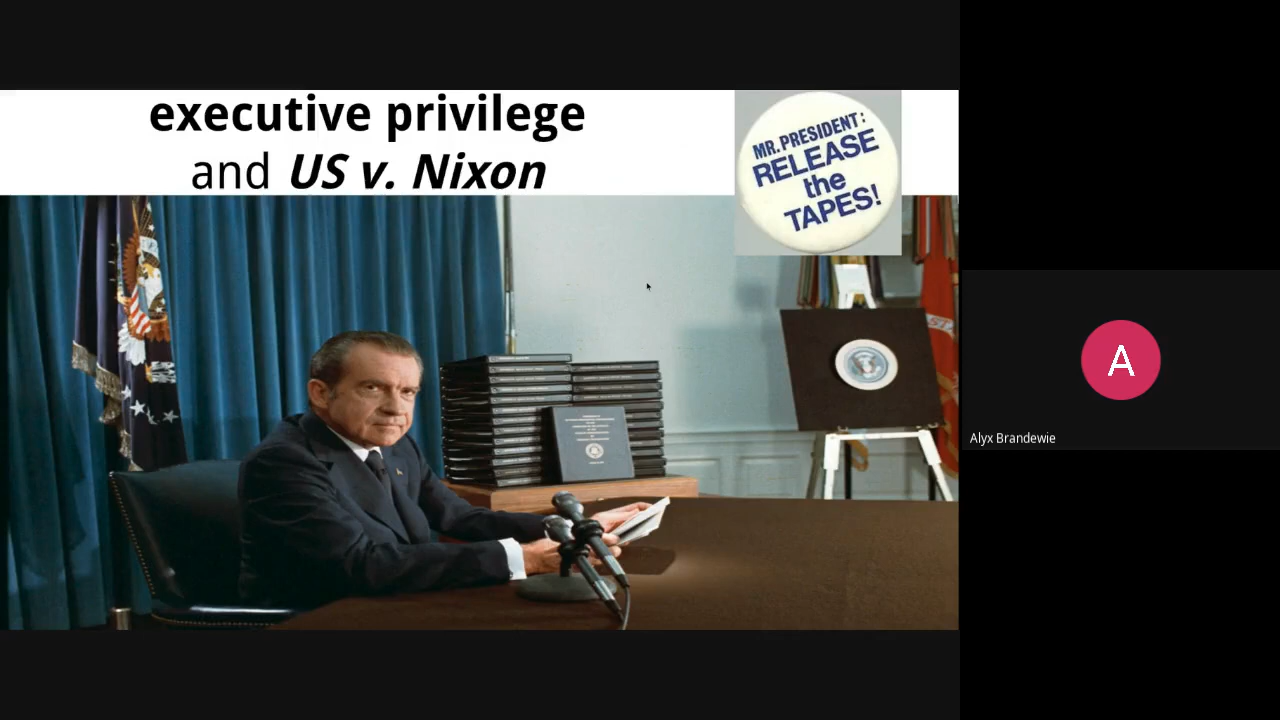 executive privilege
and US v. Nixon
MR. PRESIDENT:
RELEASE
the
TAPES!
A
Alyx Brandewie